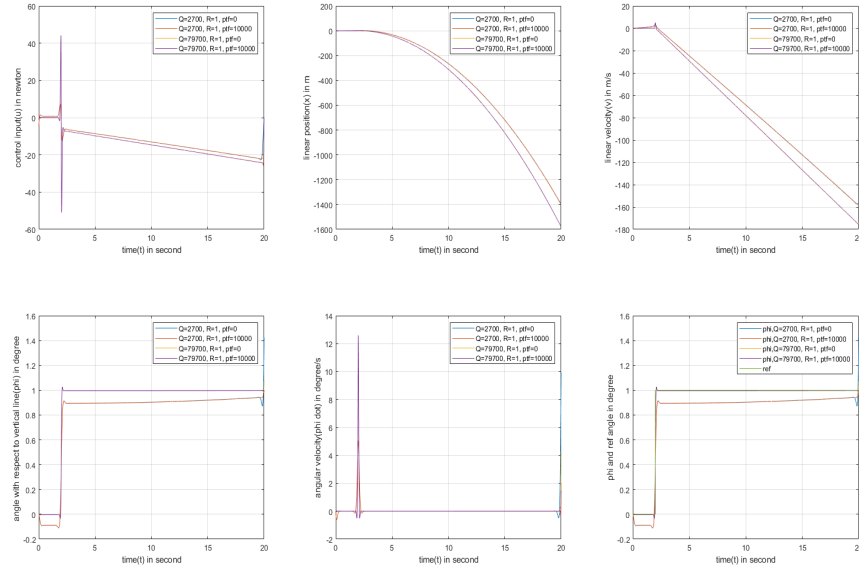 control input(u) in newton
60
40
20
0
-20
-40
-60
0
5
10
15
20
time(t) in second
Q=2700, R=1, ptf=0
Q=2700, R=1, ptf=10000
Q=79700, R=1, ptf=0
Q=79700, R=1, ptf=10000
linear position(x) in m
200
0
-200
-400
-600
-800
-1000
-1200
-1400
-1600
0
5
10
15
20
time(t) in second
Q=2700, R=1, ptf=0
Q=2700, R=1, ptf=10000
Q=79700, R=1, ptf=0
Q=79700, R=1, ptf=10000
linear velocity(v) in m/s
20
0
-20
-40
-60
-80
-100
-120
-140
-160
-180
0
5
10
15
20
time(t) in second
Q=2700, R=1, ptf=0
Q=2700, R=1, ptf=10000
Q=79700, R=1, ptf=0
Q=79700, R=1, ptf=10000
angle with respect to vertical line(phi) in degree
1.6
1.4
1.2
1
0.8
0.6
0.4
0.2
0
-0.2
0
5
10
15
20
time(t) in second
Q=2700, R=1, ptf=0
Q=2700, R=1, ptf=10000
Q=79700, R=1, ptf=0
Q=79700, R=1, ptf=10000
angular velocity(phi dot) in degree/s
14
12
10
8
6
4
2
0
-2
0
5
10
15
20
time(t) in second
Q=2700, R=1, ptf=0
Q=2700, R=1, ptf=10000
Q=79700, R=1, ptf=0
Q=79700, R=1, ptf=10000
phi and ref angle in degree
1.6
1.4
1.2
1
0.8
0.6
0.4
0.2
0
-0.2
0
5
10
15
20
time(t) in second
phi,Q=2700, R=1, ptf=0
phi,Q=2700, R=1, ptf=10000
phi,Q=79700, R=1, ptf=0
phi,Q=79700, R=1, ptf=10000
ref